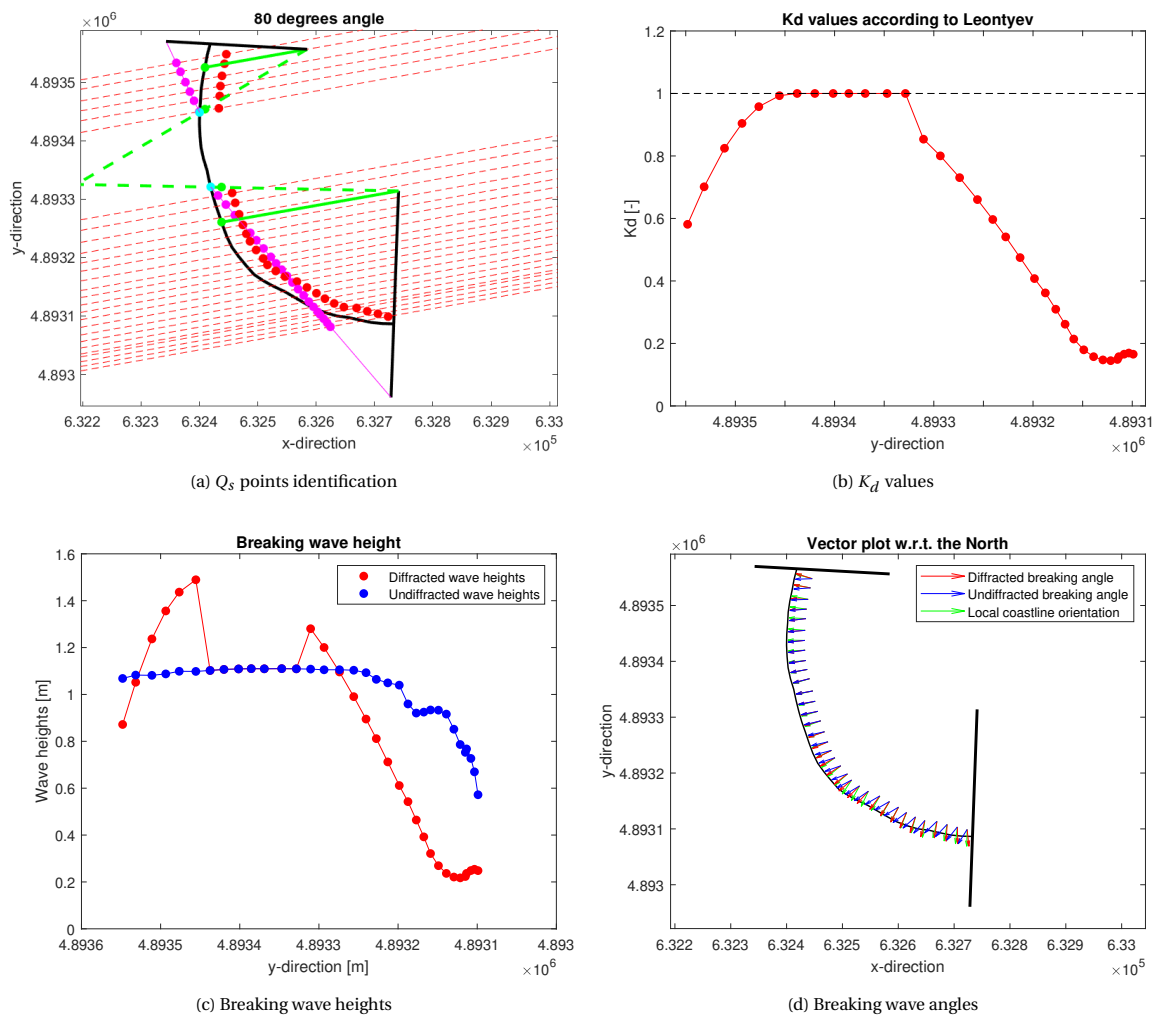 80 degrees angle
×10⁶
4.8935
4.8934
4.8933
4.8932
4.8931
4.893
y-direction
6.322 6.323 6.324 6.325 6.326 6.327 6.329 6.33 6.33
x-direction
×10⁵
(a) Qs points identification
Kd values according to Leontyev
1.2
1
0.8
0.6
0.4
0.2
0
Kd [-]
4.8935 4.8934 4.8933 4.8932 4.8931
y-direction
×10⁶
(b) Kd values
Breaking wave height
1.6
1.4
1.2
1
0.8
0.6
0.4
0.2
0
Wave heights [m]
Diffracted wave heights
Undiffracted wave heights
4.8936 4.8935 4.8934 4.8933 4.8932 4.8931 4.893
y-direction [m]
×10⁶
(c) Breaking wave heights
Vector plot w.r.t. the North
×10⁶
Diffracted breaking angle
Undiffracted breaking angle
Local coastline orientation
4.8935
4.8934
4.8933
4.8932
4.8931
4.893
y-direction
6.322 6.323 6.324 6.325 6.326 6.327 6.329 6.33 6.33
x-direction
×10⁵
(d) Breaking wave angles